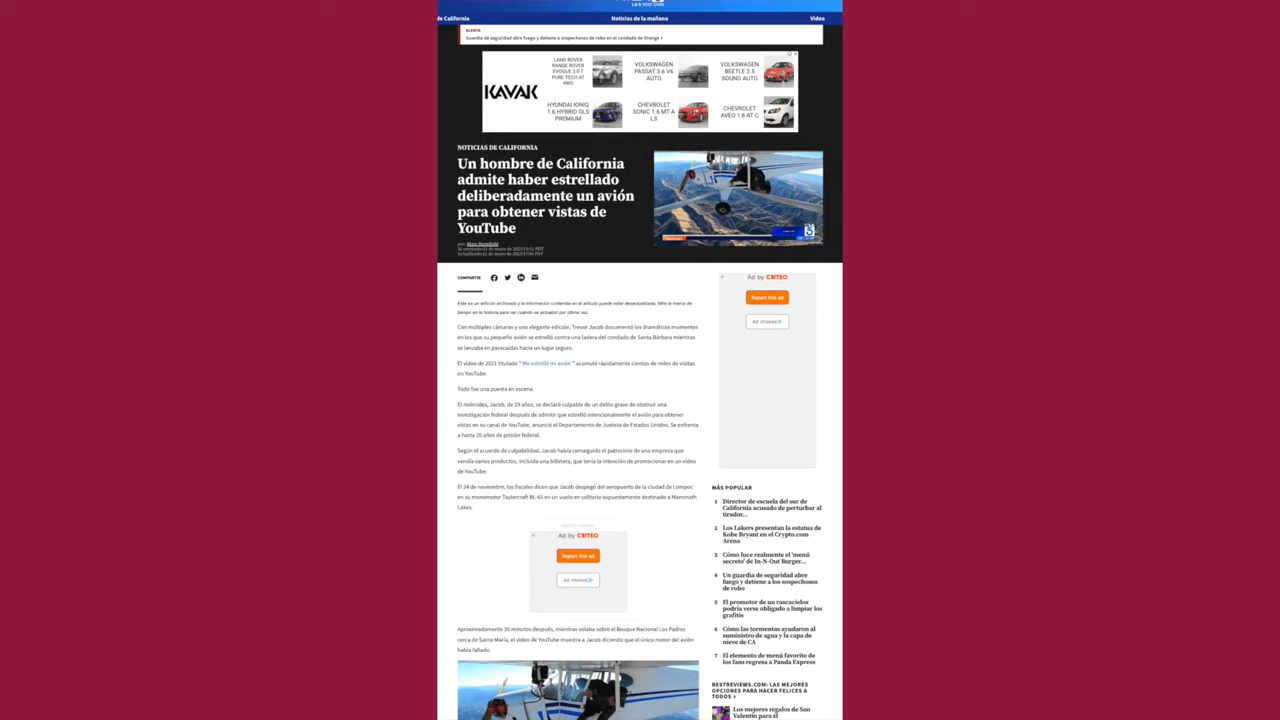 LA'S VERY OWN
de California
Noticias de la mañana
Video
ALERTA
Guardia de seguridad abre fuego y detiene a sospechosos de robo en el condado de Orange >
KAVAK
LAND ROVER
RANGE ROVER
EVOQUE 2.0 T
PURE TECH AT
4WD
VOLKSWAGEN
PASSAT 3.6 V6
AUTO
VOLKSWAGEN
BEETLE 2.5
SOUND AUTO
HYUNDAI IONIQ
1.6 HYBRID GLS
PREMIUM
CHEVROLET
SONIC 1.6 MT A
LS
CHEVROLET
AVEO 1.6 AT C
NOTICIAS DE CALIFORNIA
Un hombre de California
admite haber estrellado
deliberadamente un avión
para obtener vistas de
YouTube
por:
COMPARTIR
Este es un artículo archivado y la información contenida en el artículo puede estar desactualizada. Mire la marca de
tiempo en la historia para ver cuándo se actualizó por última vez.
Con múltiples cámaras y una elegante edición, Trevor Jacob documentó los dramáticos momentos
en los que su pequeño avión se estrelló contra una ladera del condado de Santa Bárbara mientras
se lanzaba en paracaídas hacia un lugar seguro.
El video de 2021 titulado " Me estrellé mi avión " acumuló rápidamente cientos de miles de visitas
en YouTube.
Todo fue una puesta en escena.
El miércoles, Jacob, de 29 años, se declaró culpable de un delito grave de obstruir una
investigación federal después de admitir que estrelló intencionalmente el avión para obtener
vistas en su canal de YouTube, anunció el Departamento de Justicia de Estados Unidos. Se enfrenta
a hasta 20 años de prisión federal.
Según el acuerdo de culpabilidad, Jacob había conseguido el patrocinio de una empresa que
vendía varios productos, incluida una billetera, que tenía la intención de promocionar en un video
de YouTube.
El 24 de noviembre, los fiscales dicen que Jacob despegó del aeropuerto de la ciudad de Lompoc
en su monomotor Taylorcraft BL-65 en un vuelo en solitario supuestamente destinado a Mammoth
Lakes.
ADVERTISEMENT
Ad by CRITEO
Report this ad
Ad choices
Aproximadamente 30 minutos después, mientras volaba sobre el Bosque Nacional Los Padres
cerca de Santa María, el video de YouTube muestra a Jacob diciendo que el único motor del avión
había fallado.
Ad by CRITEO
Report this ad
Ad choices
MÁS POPULAR
1 Director de escuela del sur de
California acusado de perturbar al
tirador...
2 Los Lakers presentan la estatua de
Kobe Bryant en el Crypto.com
Arena
3 Cómo luce realmente el 'menú
secreto' de In-N-Out Burger...
4 Un guardia de seguridad abre
fuego y detiene a los sospechosos
de robo
5 El promotor de un rascacielos
podría verse obligado a limpiar los
grafitis
6 Cómo las tormentas ayudaron al
suministro de agua y la capa de
nieve de CA
7 El elemento de menú favorito de
los fans regresa a Panda Express
BESTREVIEWS.COM: LAS MEJORES
OPCIONES PARA HACER FELICES A
TODOS >
Los mejores regalos de San
Valentín para el